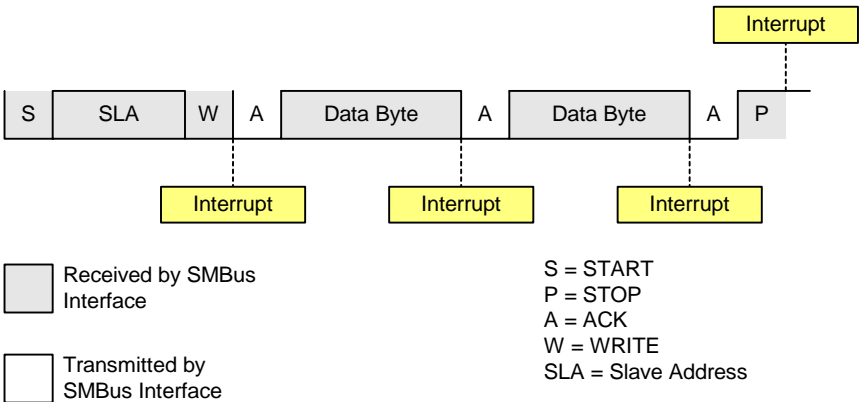 Interrupt
S SLA W A Data Byte A Data Byte A P
Interrupt Interrupt Interrupt
Received by SMBus
Interface
Transmitted by
SMBus Interface
S = START
P = STOP
A = ACK
W = WRITE
SLA = Slave Address